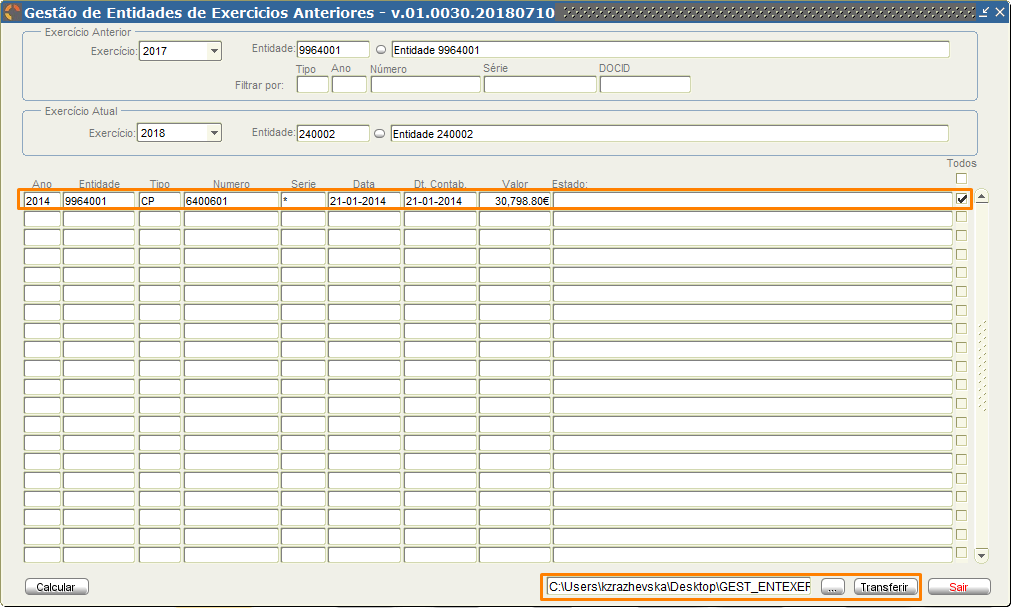 Gestão de Entidades de Exercicios Anteriores - v.01.0030.20180710
Exercício Anterior
Exercício: 2017 Entidade: 9964001 Entidade 9964001
Tipo Ano Número Série DOCID
Filtrar por:
Exercício Atual
Exercício: 2018 Entidade: 240002 Entidade 240002
Todos
Ano Entidade Tipo Numero Serie Data Dt. Contab. Valor Estado:
2014 9964001 CP 6400601 * 21-01-2014 21-01-2014 30,798.80€
Calcular C:\Users\kzrazhevska\Desktop\GEST_ENTEXEF ... Transferir Sair